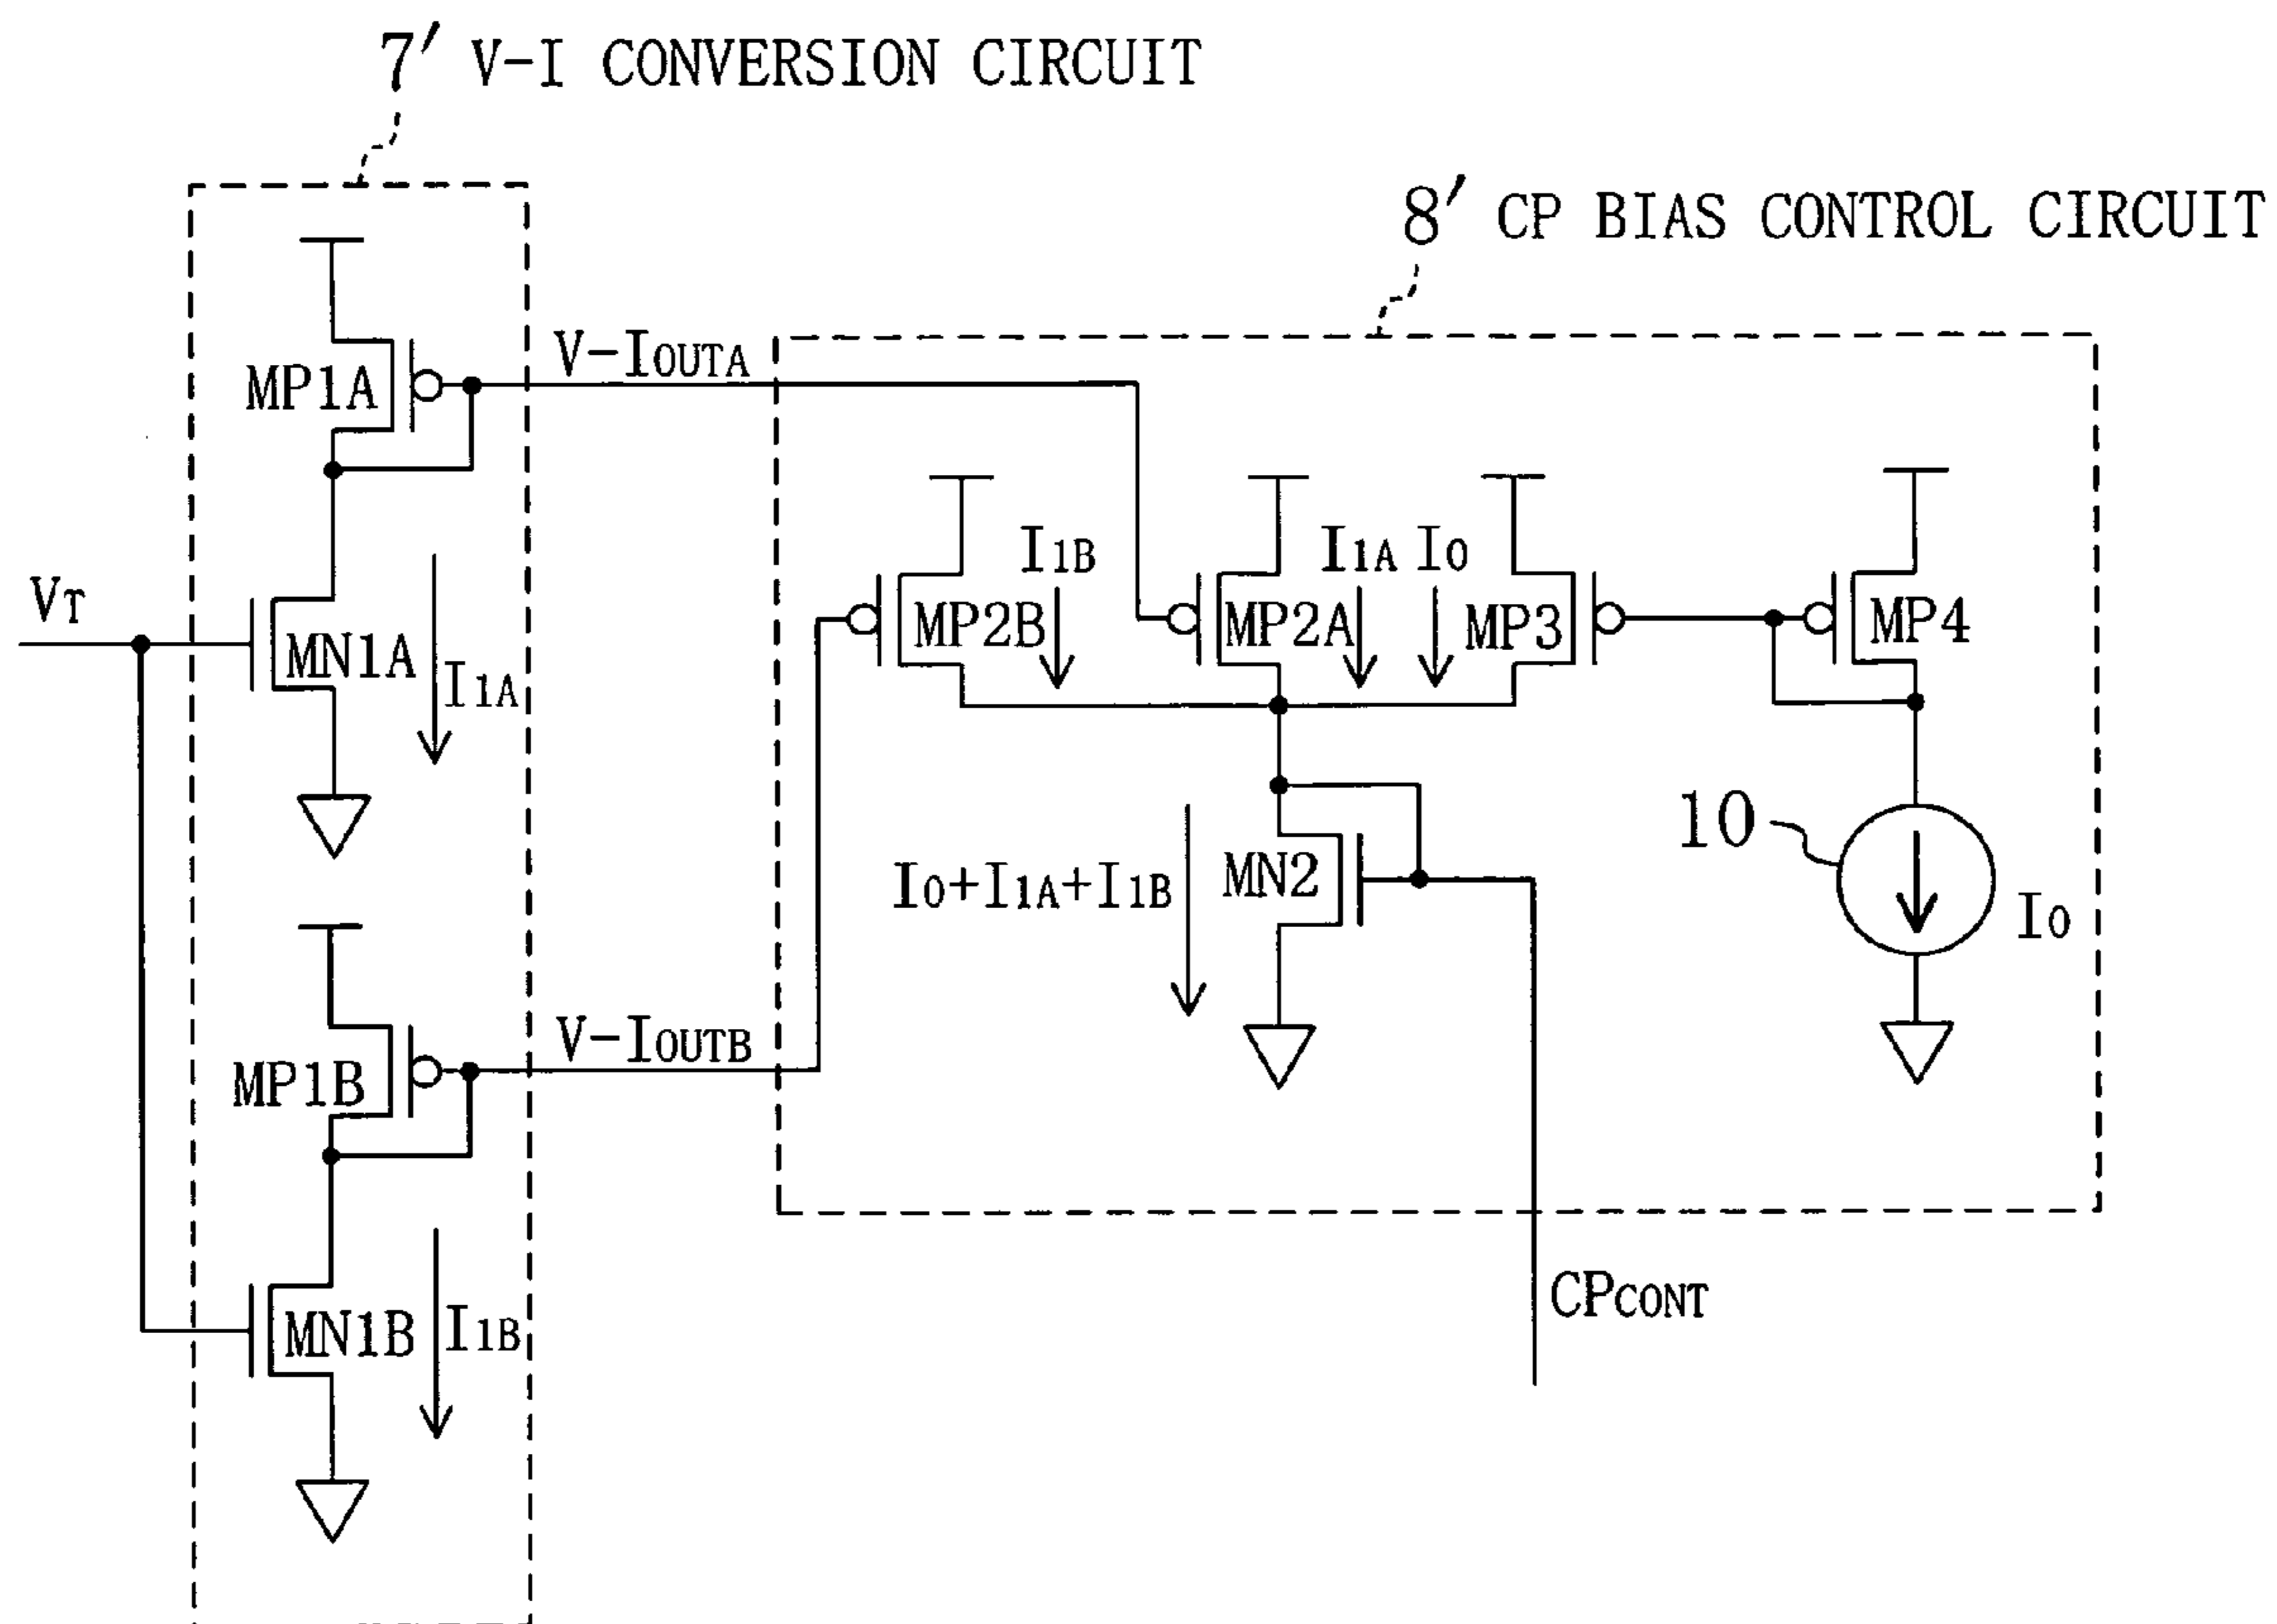 7′ V-I CONVERSION CIRCUIT
8′ CP BIAS CONTROL CIRCUIT
V-IOUTA
MP1A
I1B
I1A
I0
VT
MP2B
MP2A
MP3
MP4
MN1A
I1A
10
I0+I1A+I1B
MN2
I0
V-IOUTB
MP1B
CPCONT
MN1B
I1B